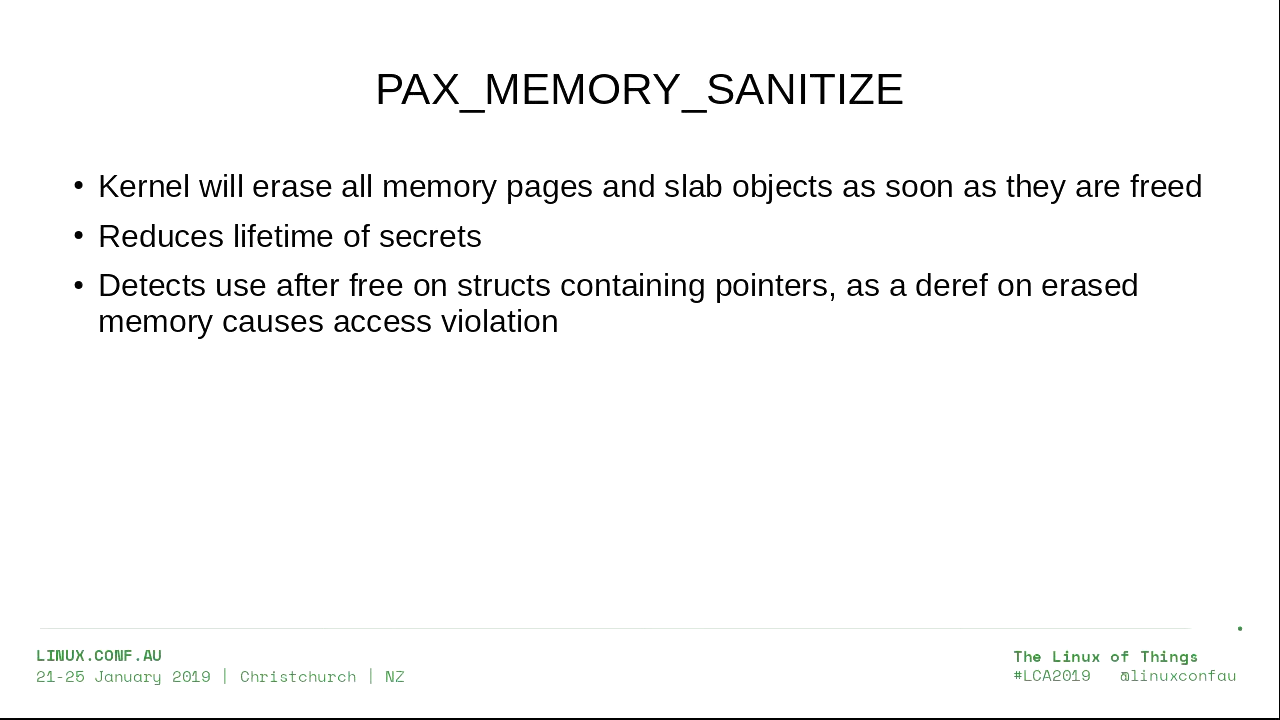 PAX_MEMORY_SANITIZE
• Kernel will erase all memory pages and slab objects as soon as they are freed
• Reduces lifetime of secrets
• Detects use after free on structs containing pointers, as a deref on erased
memory causes access violation
LINUX.CONF.AU
21-25 January 2019 | Christchurch | NZ
The Linux of Things
#LCA2019 @linuxconfau